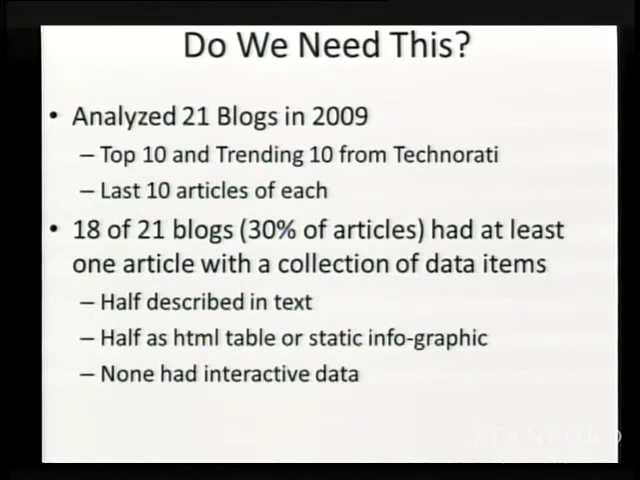 Do We Need This?
• Analyzed 21 Blogs in 2009
– Top 10 and Trending 10 from Technorati
– Last 10 articles of each
• 18 of 21 blogs (30% of articles) had at least
one article with a collection of data items
– Half described in text
– Half as html table or static info-graphic
– None had interactive data
STANFORD